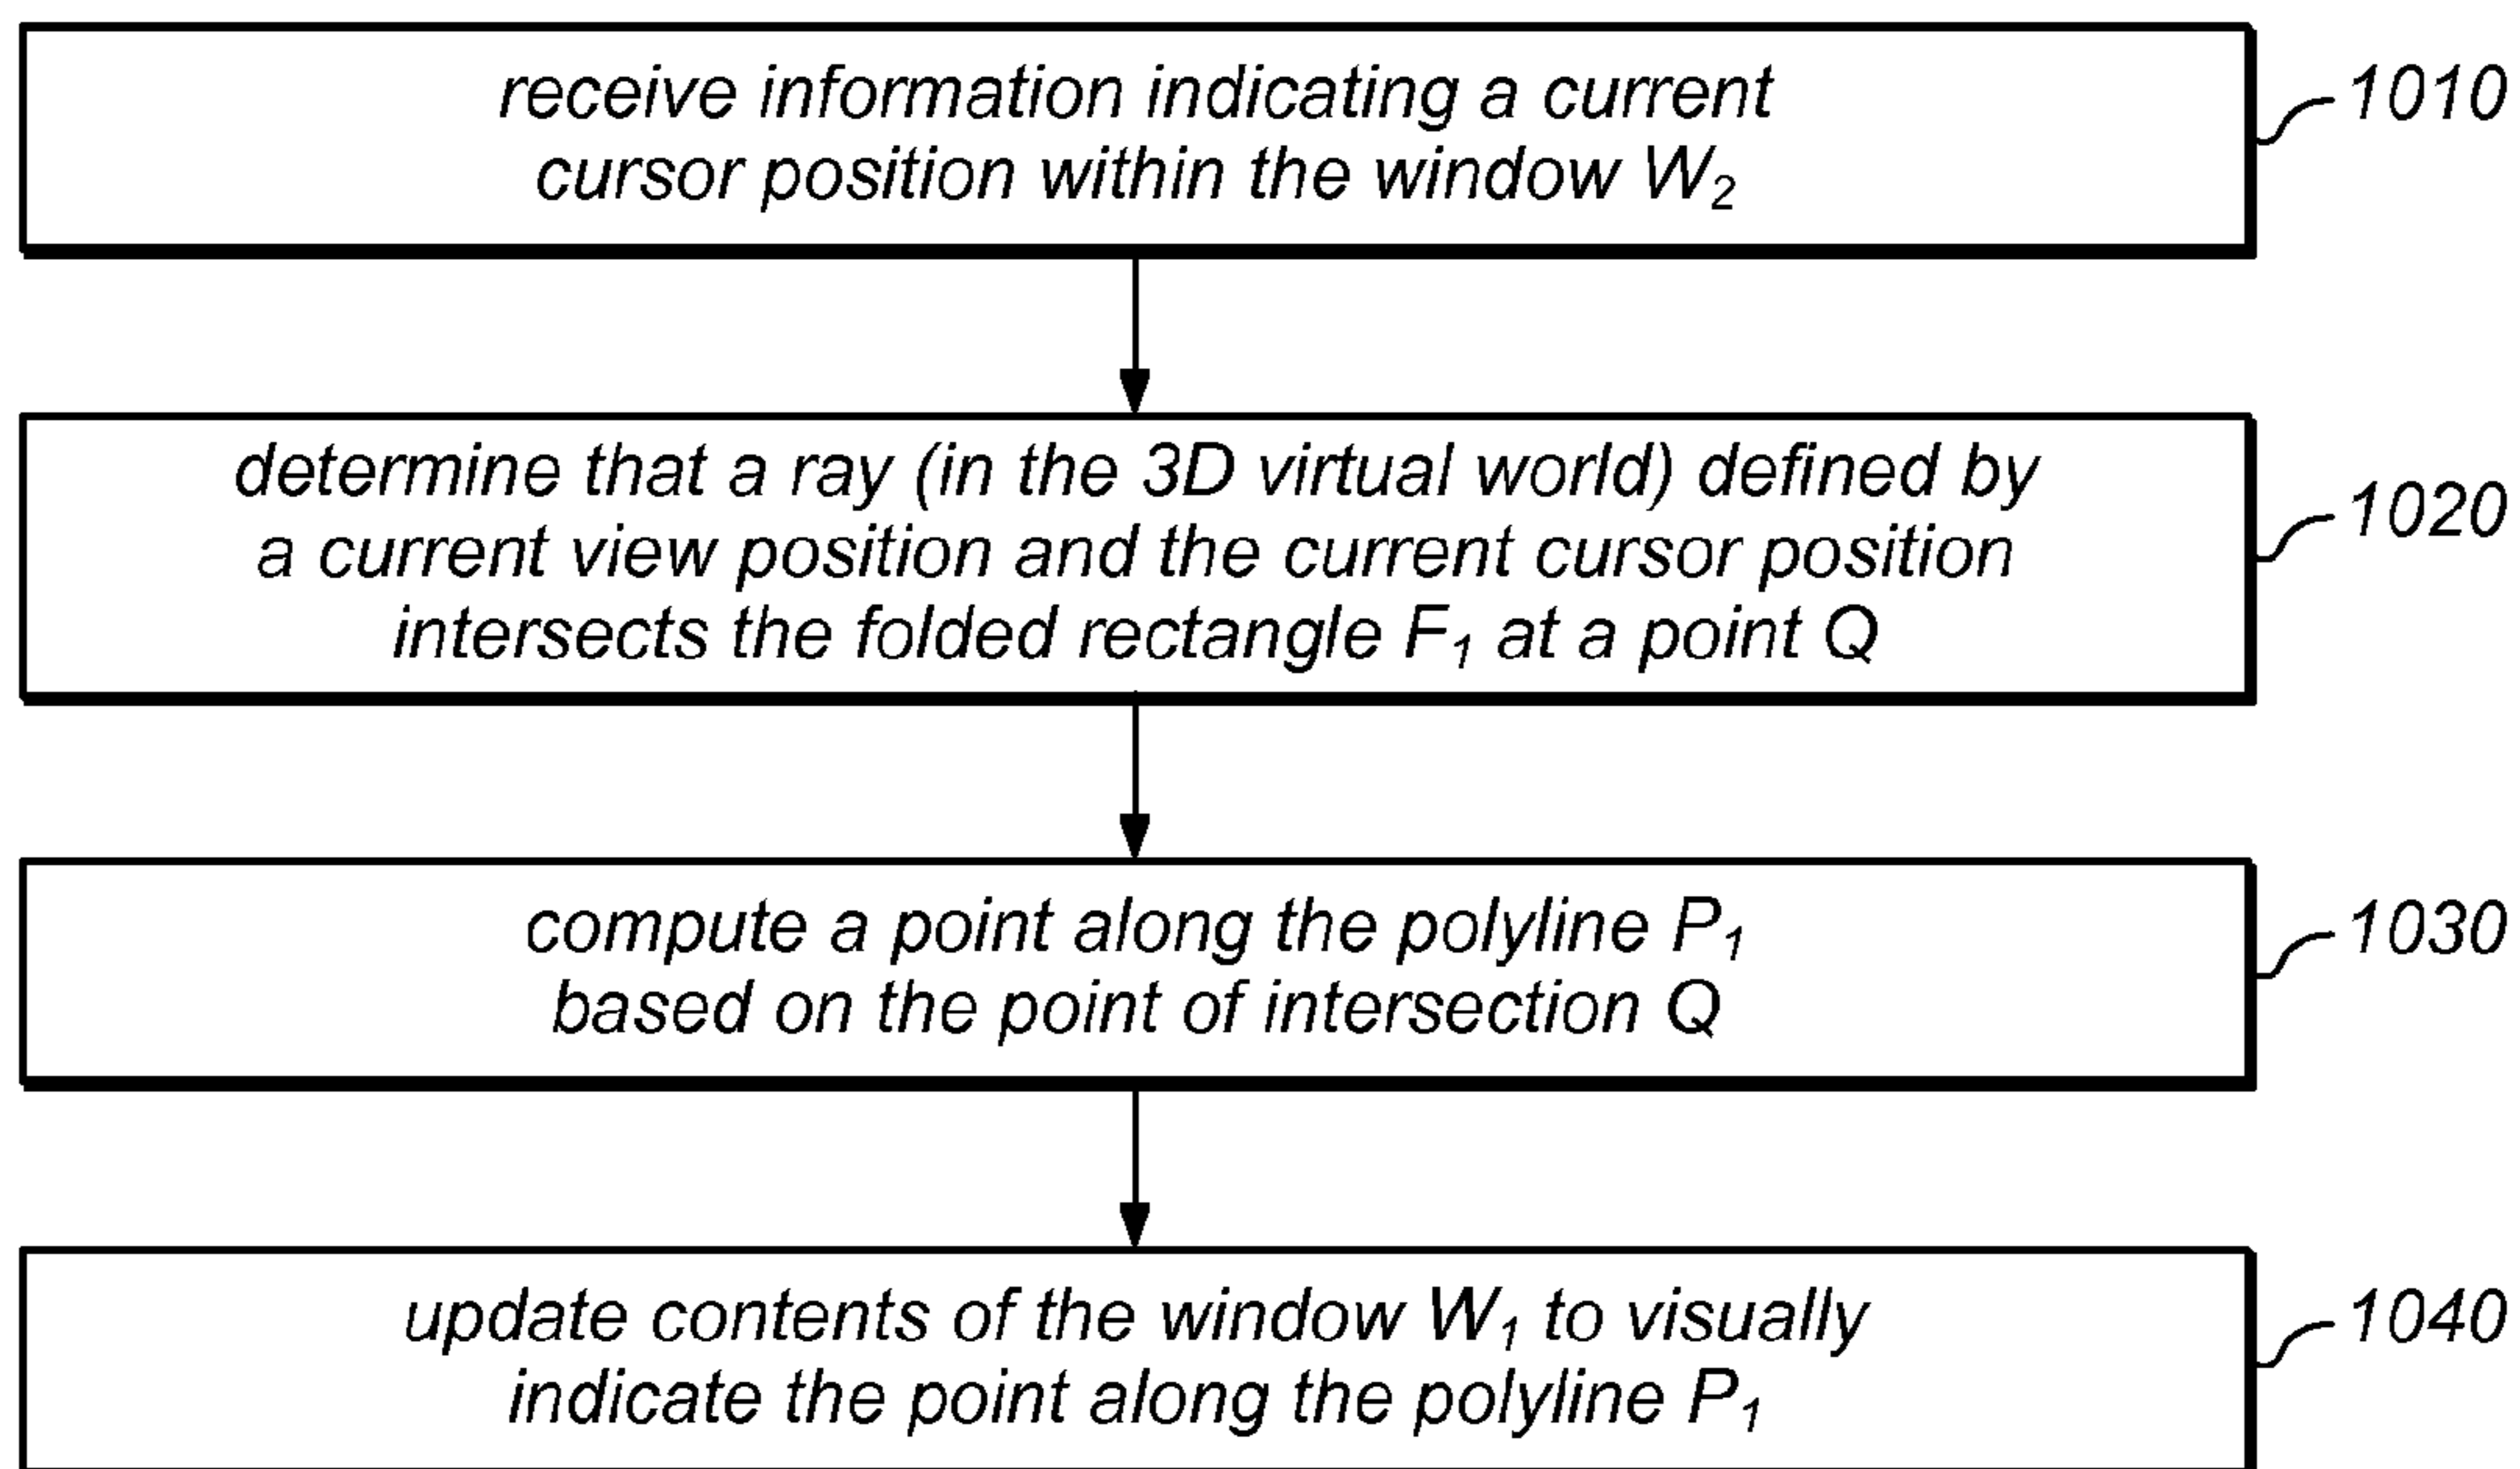 receive information indicating a current
cursor position within the window W₂
1010
determine that a ray (in the 3D virtual world) defined by
a current view position and the current cursor position
intersects the folded rectangle F₁ at a point Q
1020
compute a point along the polyline P₁
based on the point of intersection Q
1030
update contents of the window W₁ to visually
indicate the point along the polyline P₁
1040